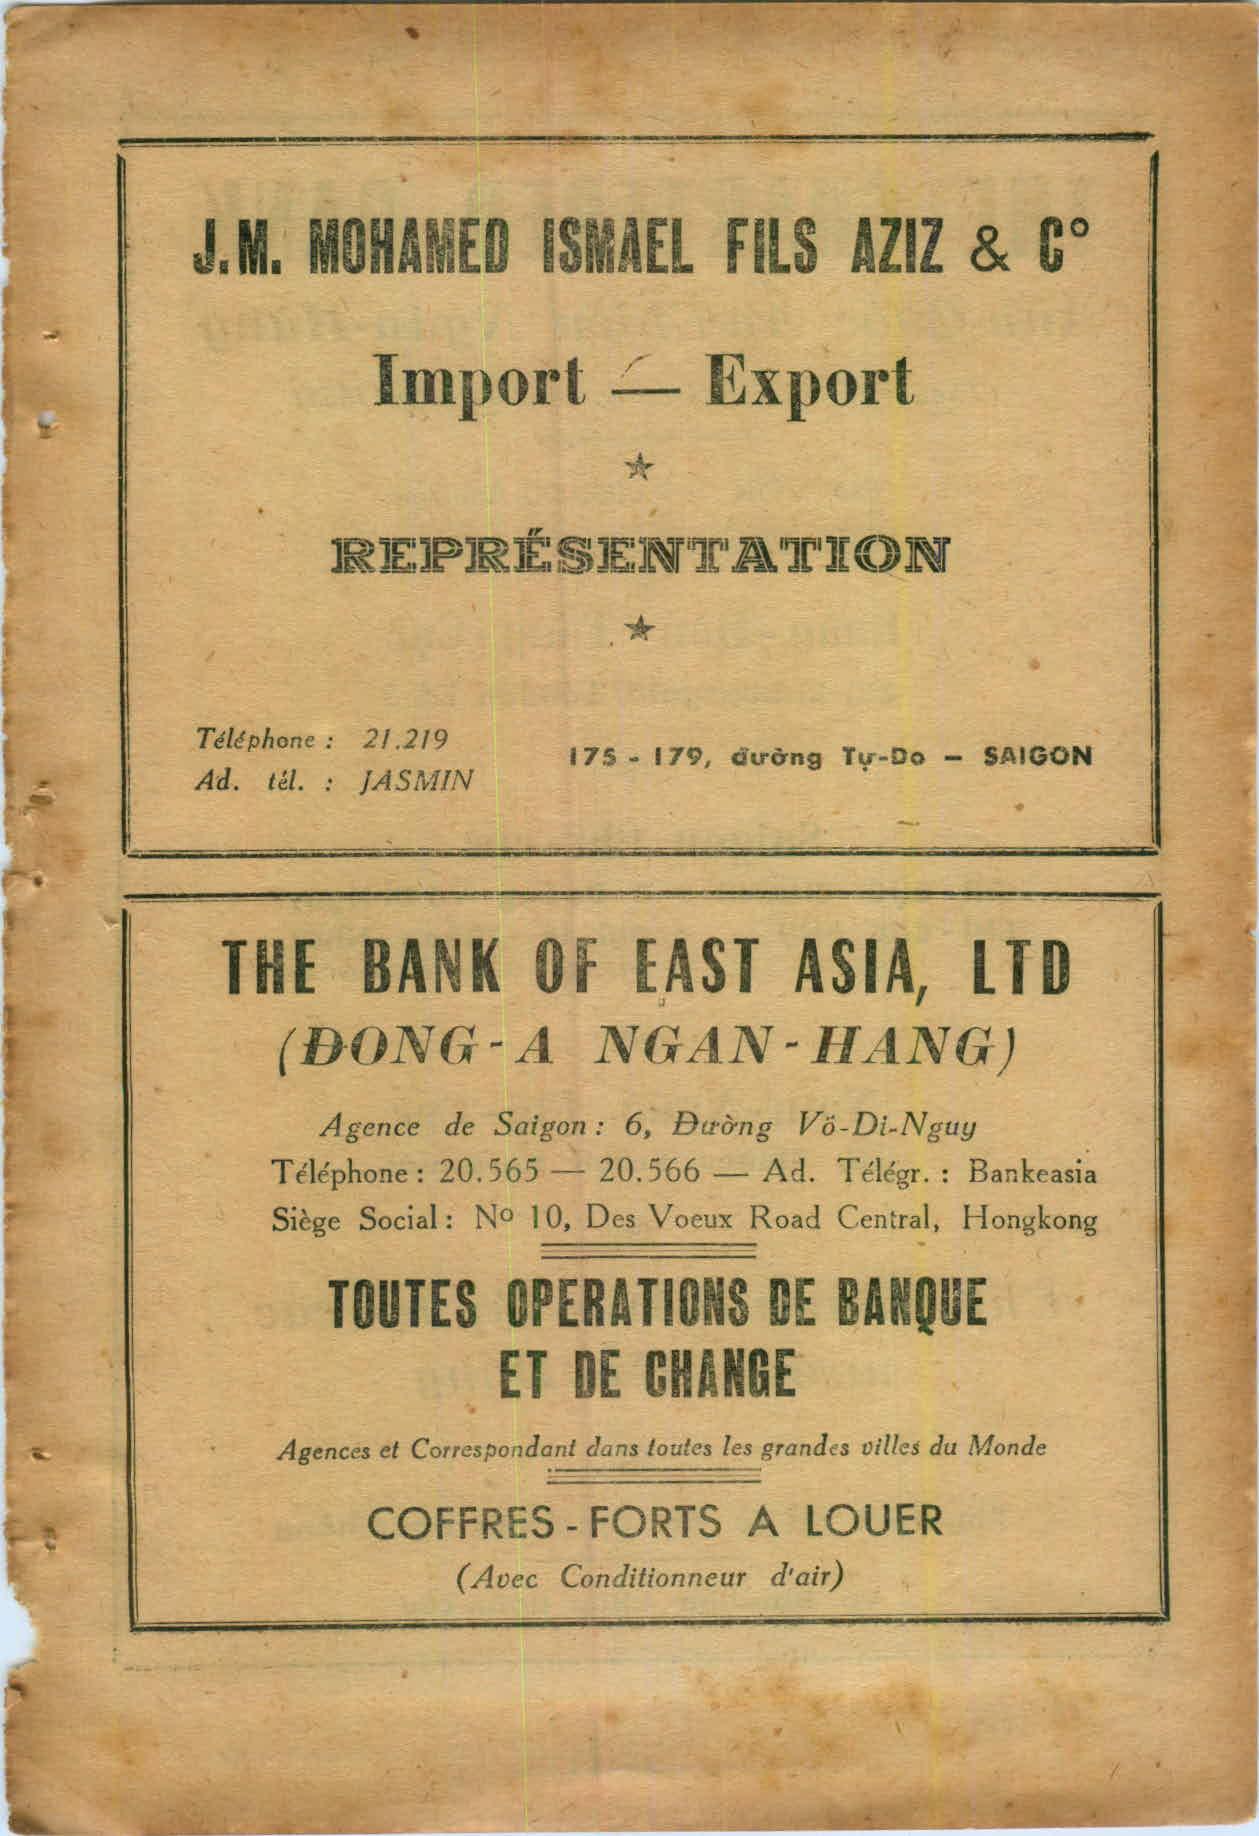 J.M. MOHAMED ISMAEL FILS AZIZ & Cº
Import — Export
REPRÉSENTATION
Téléphone : 21.219
Ad. tél. : JASMIN
175 - 179, đường Tự-Do — SAIGON
THE BANK OF EAST ASIA, LTD
(ĐONG-A NGAN-HANG)
Agence de Saigon : 6, Đường Võ-Di-Nguy
Téléphone : 20.565 — 20.566 — Ad. Télégr. : Bankeasia
Siège Social : Nº 10, Des Voeux Road Central, Hongkong
TOUTES OPERATIONS DE BANQUE
ET DE CHANGE
Agences et Correspondant dans toutes les grandes villes du Monde
COFFRES-FORTS A LOUER
(Avec Conditionneur d'air)